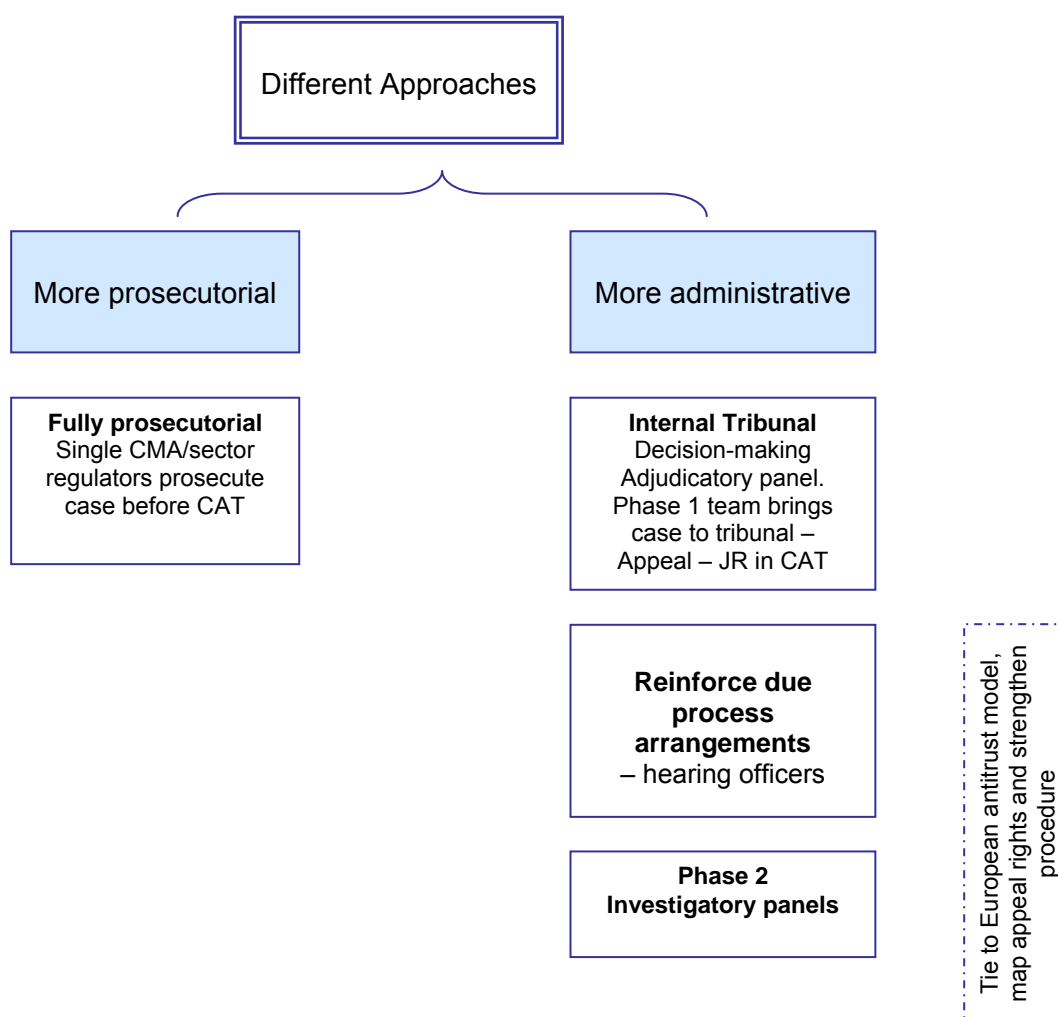 Different Approaches
More prosecutorial
More administrative
Fully prosecutorial
Single CMA/sector
regulators prosecute
case before CAT
Internal Tribunal
Decision-making
Adjudicatory panel.
Phase 1 team brings
case to tribunal –
Appeal – JR in CAT
Reinforce due
process
arrangements
– hearing officers
Phase 2
Investigatory panels
Tie to European antitrust model,
map appeal rights and strengthen
procedure